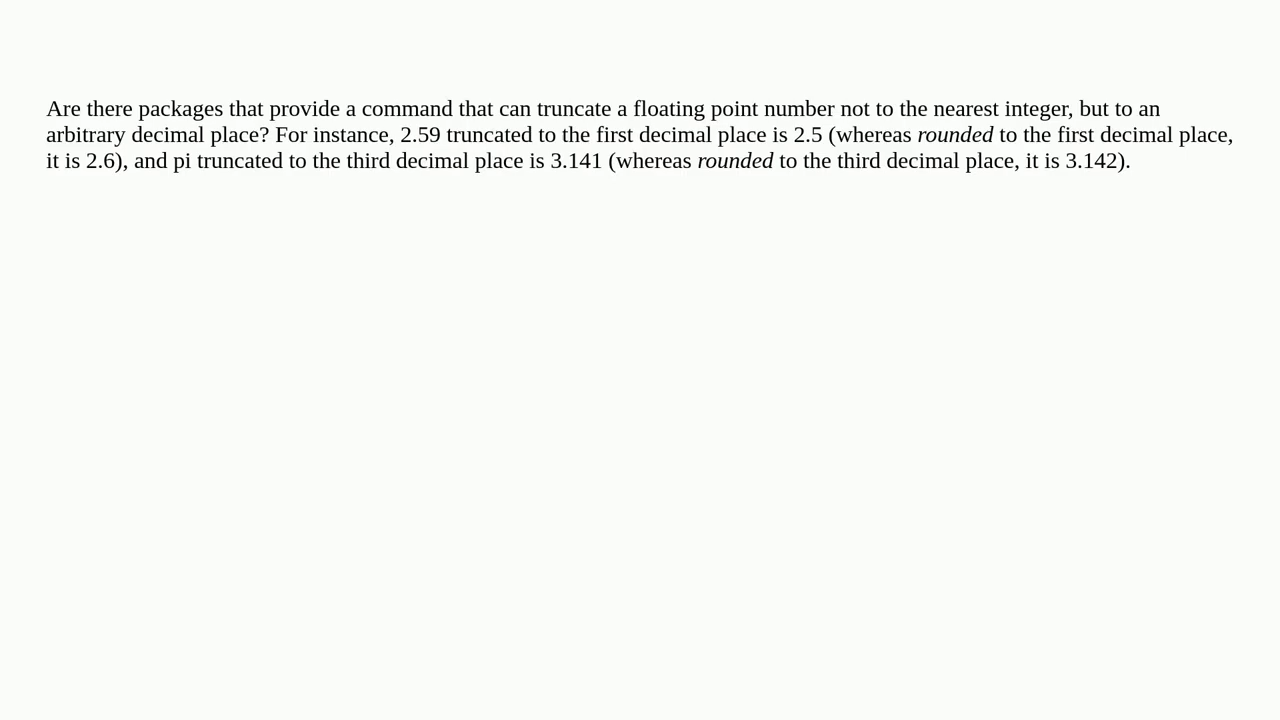 Are there packages that provide a command that can truncate a floating point number not to the nearest integer, but to an
arbitrary decimal place? For instance, 2.59 truncated to the first decimal place is 2.5 (whereas rounded to the first decimal place,
it is 2.6), and pi truncated to the third decimal place is 3.141 (whereas rounded to the third decimal place, it is 3.142).